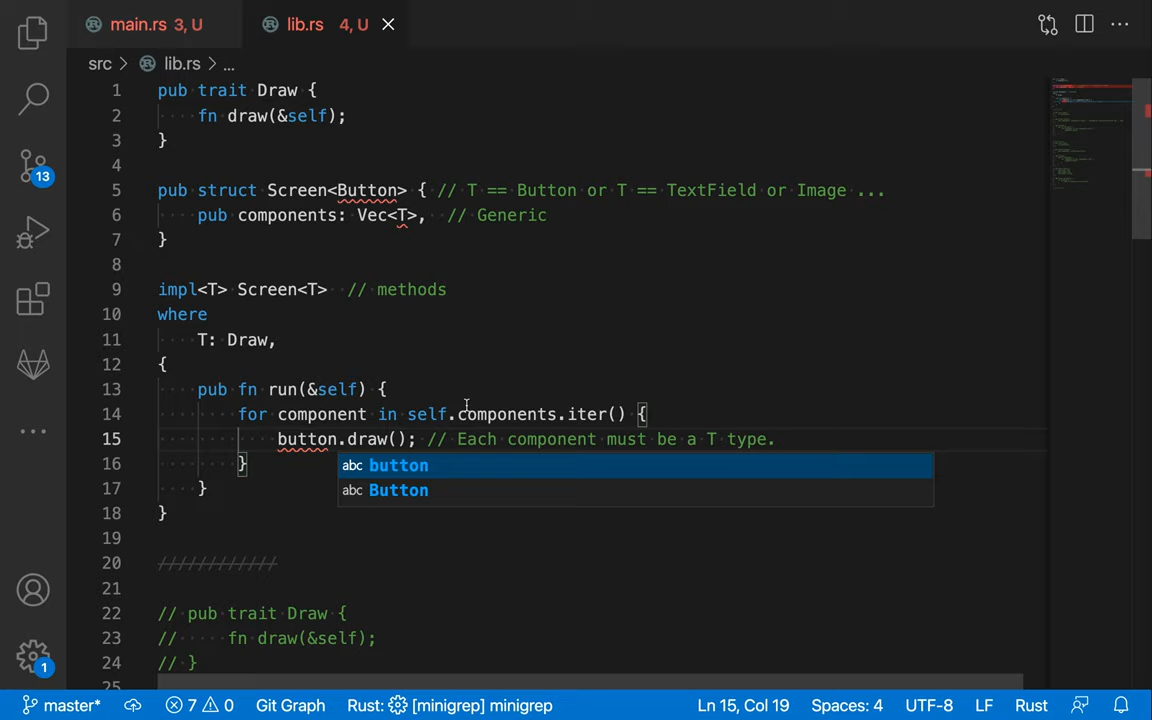 main.rs 3, U
lib.rs 4, U
src > lib.rs > ...
1 pub trait Draw {
2 fn draw(&self);
3 }
4
5 pub struct Screen<Button> { // T == Button or T == TextField or Image ...
6 pub components: Vec<T>, // Generic
7 }
8
9 impl<T> Screen<T> // methods
10 where
11 T: Draw,
12 {
13 pub fn run(&self) {
14 for component in self.components.iter() {
15 button.draw(); // Each component must be a T type.
16 }
abc button
abc Button
17 }
18 }
19
20 ////////////
21
22 // pub trait Draw {
23 // fn draw(&self);
24 // }
25
13
1
master* 7 0 Git Graph Rust: [minigrep] minigrep Ln 15, Col 19 Spaces: 4 UTF-8 LF Rust